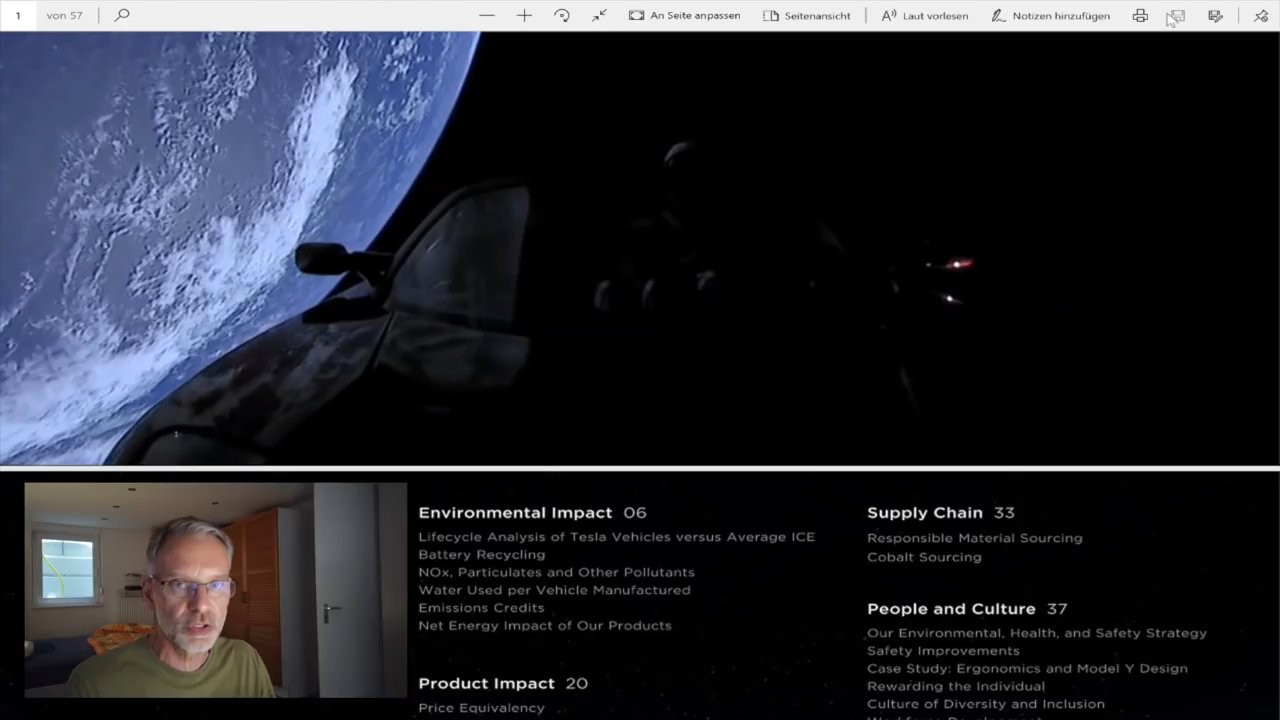 1 von 57 An Seite anpassen Seitenansicht Laut vorlesen Notizen hinzufügen
1
Environmental Impact 06
Lifecycle Analysis of Tesla Vehicles versus Average ICE
Battery Recycling
NOx, Particulates and Other Pollutants
Water Used per Vehicle Manufactured
Emissions Credits
Net Energy Impact of Our Products
Product Impact 20
Price Equivalency
Supply Chain 33
Responsible Material Sourcing
Cobalt Sourcing
People and Culture 37
Our Environmental, Health, and Safety Strategy
Safety Improvements
Case Study: Ergonomics and Model Y Design
Rewarding the Individual
Culture of Diversity and Inclusion